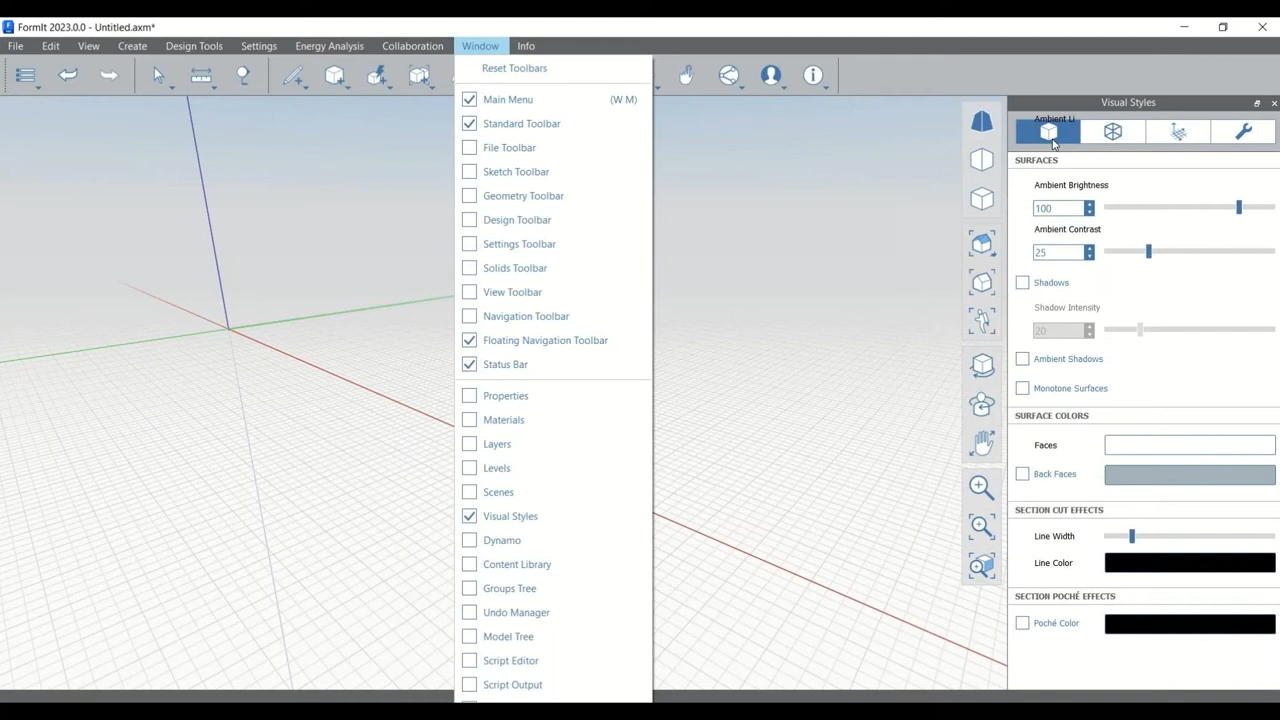 FormIt 2023.0.0 - Untitled.axm*
File Edit View Create Design Tools Settings Energy Analysis Collaboration Window Info
Reset Toolbars
Main Menu (W M)
Standard Toolbar
File Toolbar
Sketch Toolbar
Geometry Toolbar
Design Toolbar
Settings Toolbar
Solids Toolbar
View Toolbar
Navigation Toolbar
Floating Navigation Toolbar
Status Bar
Properties
Materials
Layers
Levels
Scenes
Visual Styles
Dynamo
Content Library
Groups Tree
Undo Manager
Model Tree
Script Editor
Script Output
Visual Styles
Ambient Li
SURFACES
Ambient Brightness
100
Ambient Contrast
25
Shadows
Shadow Intensity
20
Ambient Shadows
Monotone Surfaces
SURFACE COLORS
Faces
Back Faces
SECTION CUT EFFECTS
Line Width
Line Color
SECTION POCHÉ EFFECTS
Poché Color